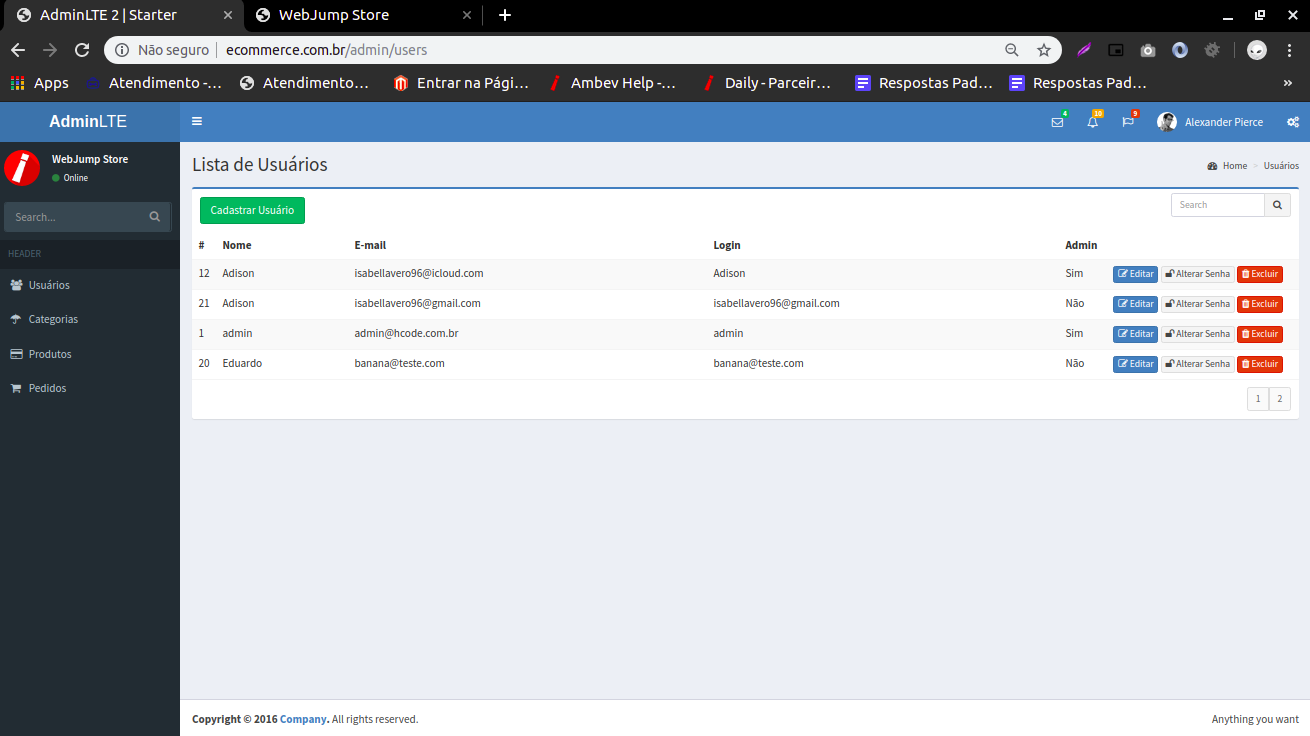 AdminLTE 2 | Starter
WebJump Store
Não seguro | ecommerce.com.br/admin/users
Apps Atendimento -... Atendimento... Entrar na Pági... Ambev Help -... Daily - Parceir... Respostas Pad... Respostas Pad... »
AdminLTE
4 10 9 Alexander Pierce
WebJump Store
Online
Search...
HEADER
Usuários
Categorias
Produtos
Pedidos
Lista de Usuários
Home > Usuários
Cadastrar Usuário
Search
# Nome E-mail Login Admin
12 Adison isabellavero96@icloud.com Adison Sim Editar Alterar Senha Excluir
21 Adison isabellavero96@gmail.com isabellavero96@gmail.com Não Editar Alterar Senha Excluir
1 admin admin@hcode.com.br admin Sim Editar Alterar Senha Excluir
20 Eduardo banana@teste.com banana@teste.com Não Editar Alterar Senha Excluir
1 2
Copyright © 2016 Company. All rights reserved.
Anything you want